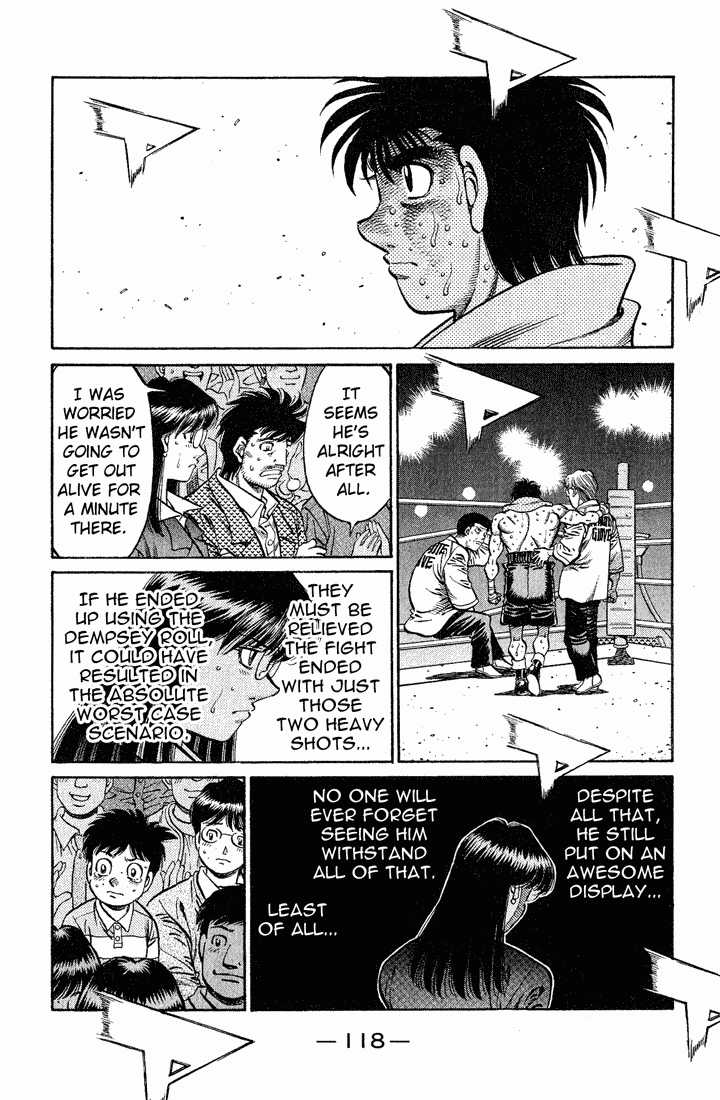 IT
SEEMS
HE'S
ALRIGHT
AFTER
ALL.
I WAS
WORRIED
HE WASN'T
GOING TO
GET OUT
ALIVE FOR
A MINUTE
THERE.
THEY
MUST BE
RELIEVED
THE FIGHT
ENDED
WITH JUST
THOSE
TWO HEAVY
SHOTS...
IF HE ENDED
UP USING THE
DEMPSEY ROLL,
IT COULD HAVE
RESULTED IN
THE ABSOLUTE
WORST CASE
SCENARIO.
DESPITE
ALL THAT,
HE STILL
PUT ON AN
AWESOME
DISPLAY...
NO ONE WILL
EVER FORGET
SEEING HIM
WITHSTAND
ALL OF THAT.
LEAST
OF ALL...
—118—